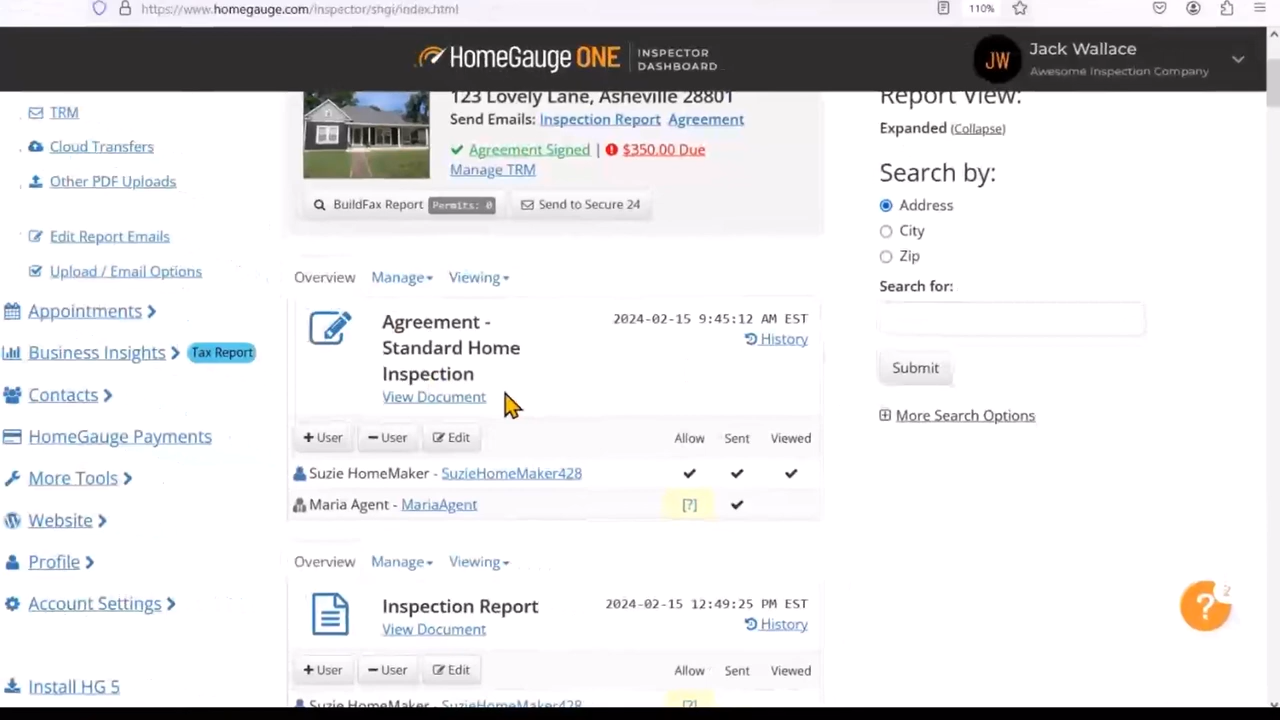 https://www.homegauge.com/inspector/shgi/index.html
110%
HomeGauge ONE
INSPECTOR
DASHBOARD
JW
Jack Wallace
Awesome Inspection Company
TRM
Cloud Transfers
Other PDF Uploads
Edit Report Emails
Upload / Email Options
Appointments
Business Insights
Tax Report
Contacts
HomeGauge Payments
More Tools
Website
Profile
Account Settings
Install HG 5
123 Lovely Lane, Asheville 28801
Send Emails: Inspection Report Agreement
Agreement Signed | $350.00 Due
Manage TRM
BuildFax Report Permits: 0
Send to Secure 24
Overview Manage Viewing
Agreement -
Standard Home
Inspection
View Document
2024-02-15 9:45:12 AM EST
History
+ User − User Edit
Allow Sent Viewed
Suzie HomeMaker - SuzieHomeMaker428
Maria Agent - MariaAgent [?]
Overview Manage Viewing
Inspection Report
View Document
2024-02-15 12:49:25 PM EST
History
+ User − User Edit
Allow Sent Viewed
Suzie HomeMaker - SuzieHomeMaker428 [?]
Report View:
Expanded (Collapse)
Search by:
Address
City
Zip
Search for:
Submit
More Search Options
? 2